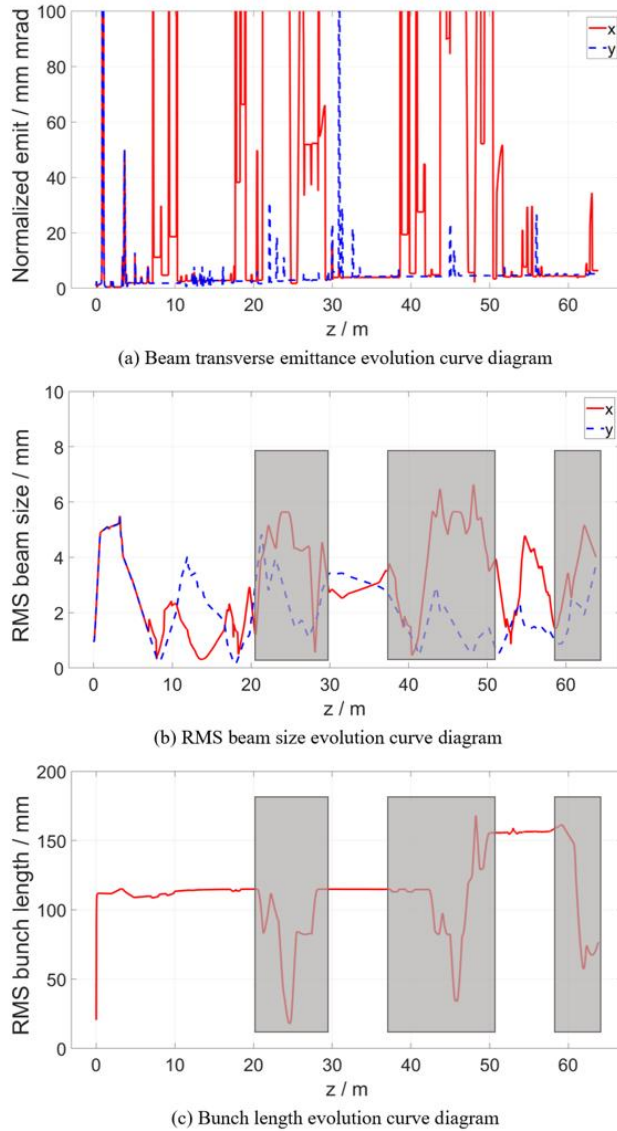 100
80
60
40
20
0
Normalized emit / mm mrad
x
y
0 10 20 30 40 50 60
z / m
(a) Beam transverse emittance evolution curve diagram
10
8
6
4
2
0
RMS beam size / mm
x
y
0 10 20 30 40 50 60
z / m
(b) RMS beam size evolution curve diagram
200
150
100
50
0
RMS bunch length / mm
0 10 20 30 40 50 60
z / m
(c) Bunch length evolution curve diagram